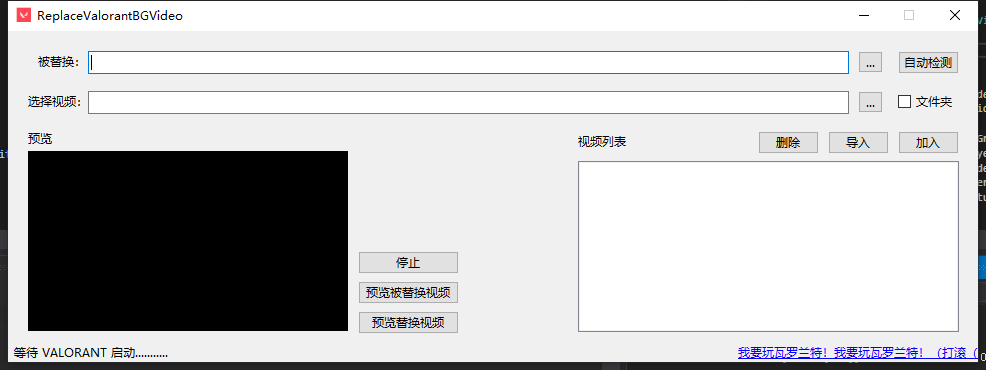 ReplaceValorantBGVideo
被替换:
...
自动检测
选择视频:
...
文件夹
预览
视频列表
删除
导入
加入
停止
预览被替换视频
预览替换视频
等待 VALORANT 启动...........
我要玩瓦罗兰特！我要玩瓦罗兰特！（打滚（